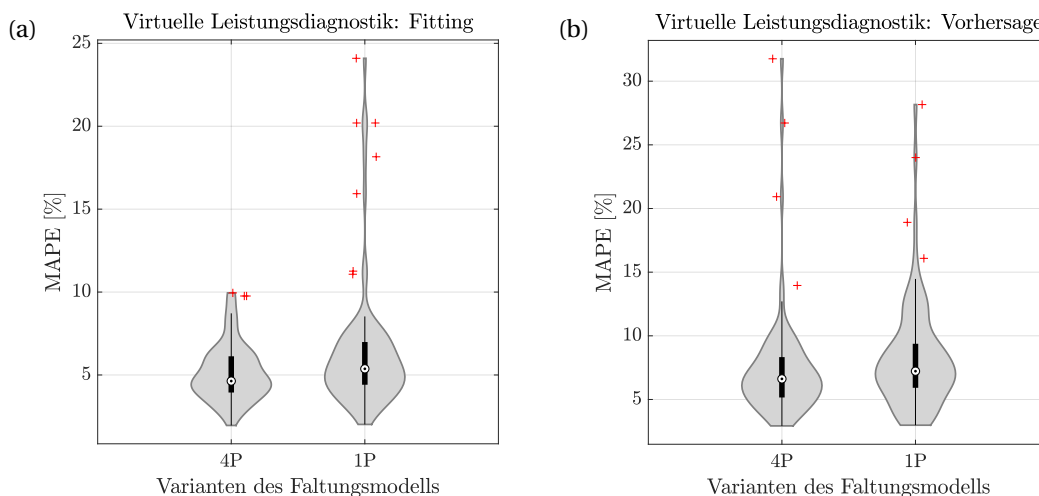 (a)
Virtuelle Leistungsdiagnostik: Fitting
25
20
15
10
5
MAPE [%]
4P
1P
Varianten des Faltungsmodells
(b)
Virtuelle Leistungsdiagnostik: Vorhersage
30
25
20
15
10
5
MAPE [%]
4P
1P
Varianten des Faltungsmodells